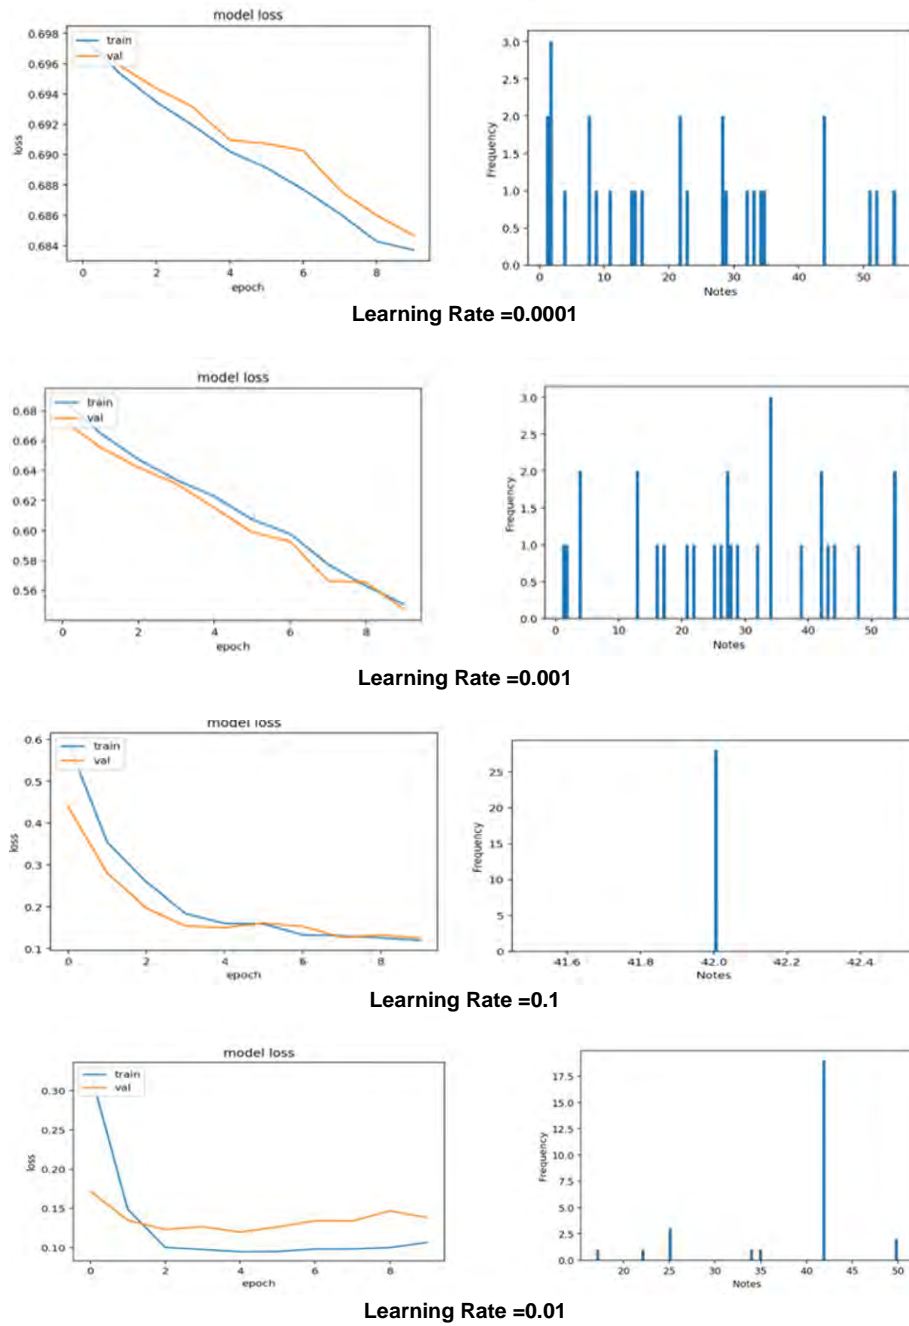 model loss
train
val
0.698
0.696
0.694
0.692
0.690
0.688
0.686
0.684
loss
0 2 4 6 8
epoch
3.0
2.5
2.0
1.5
1.0
0.5
0.0
Frequency
0 10 20 30 40 50
Notes
Learning Rate =0.0001
model loss
train
val
0.68
0.66
0.64
0.62
0.60
0.58
0.56
0 2 4 6 8
epoch
3.0
2.5
2.0
1.5
1.0
0.5
0.0
Frequency
0 10 20 30 40 50
Notes
Learning Rate =0.001
model loss
train
val
0.6
0.5
0.4
0.3
0.2
0.1
loss
0 2 4 6 8
epoch
25
20
15
10
5
0
Frequency
41.6 41.8 42.0 42.2 42.4
Notes
Learning Rate =0.1
model loss
train
val
0.30
0.25
0.20
0.15
0.10
loss
0 2 4 6 8
epoch
17.5
15.0
12.5
10.0
7.5
5.0
2.5
0.0
Frequency
20 25 30 35 40 45 50
Notes
Learning Rate =0.01